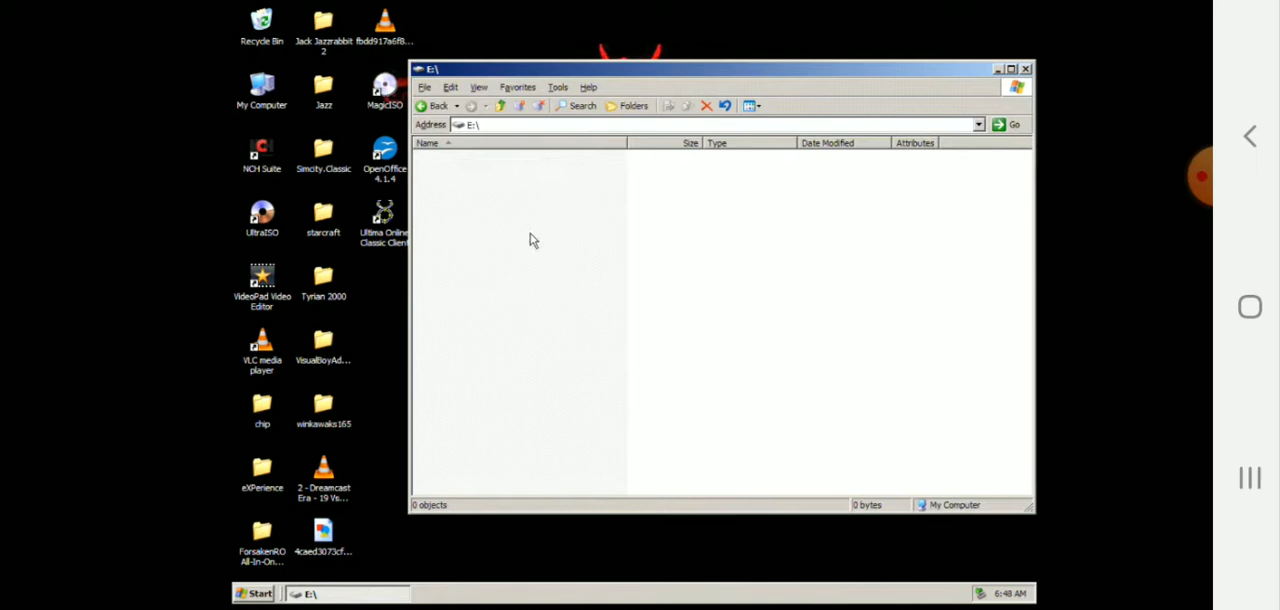 Recycle Bin
Jack Jazzrabbit
2
fbdd917a6f8...
My Computer
Jazz
MagicISO
NCH Suite
Simcity.Classic
OpenOffice
4.1.4
UltraISO
starcraft
Ultima Online
Classic Client
VideoPad Video
Editor
Tyrian 2000
VLC media
player
VisualBoyAd...
chip
winkawaks165
eXPerience
2 - Dreamcast
Era - 19 Vs...
ForsakenRO
All-In-On...
4caed3073cf...
E:\
File Edit View Favorites Tools Help
Back Search Folders
Address E:\ Go
Name Size Type Date Modified Attributes
0 objects 0 bytes My Computer
Start E:\ 6:48 AM